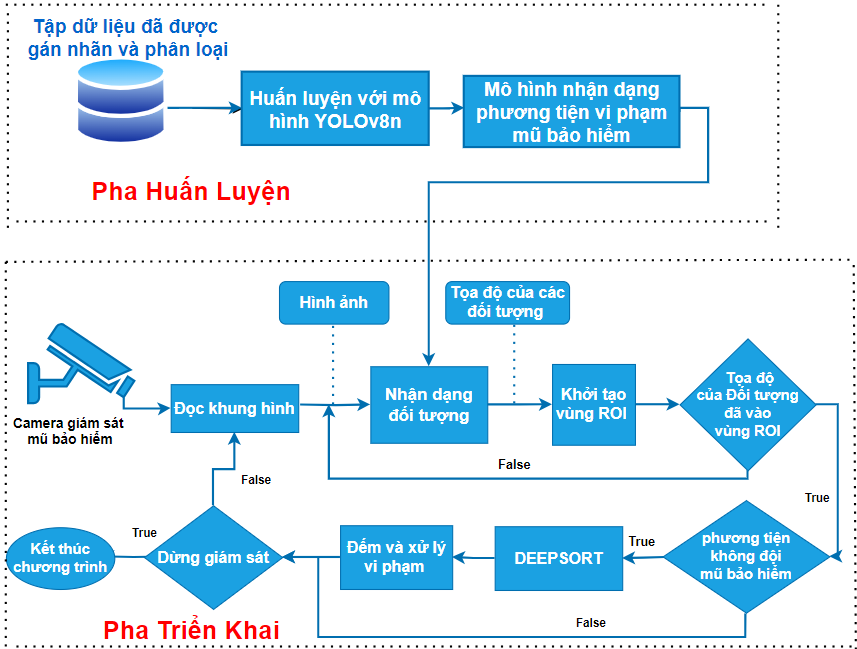 Tập dữ liệu đã được
gán nhãn và phân loại
Huấn luyện với mô
hình YOLOv8n
Mô hình nhận dạng
phương tiện vi phạm
mũ bảo hiểm
Pha Huấn Luyện
Hình ảnh
Tọa độ của các
đối tượng
Camera giám sát
mũ bảo hiểm
Đọc khung hình
Nhận dạng
đối tượng
Khởi tạo
vùng ROI
Tọa độ
của Đối tượng
đã vào
vùng ROI
False
True
False
True
Kết thúc
chương trình
Dừng giám sát
Đếm và xử lý
vi phạm
DEEPSORT
True
phương tiện
không đội
mũ bảo hiểm
False
Pha Triển Khai